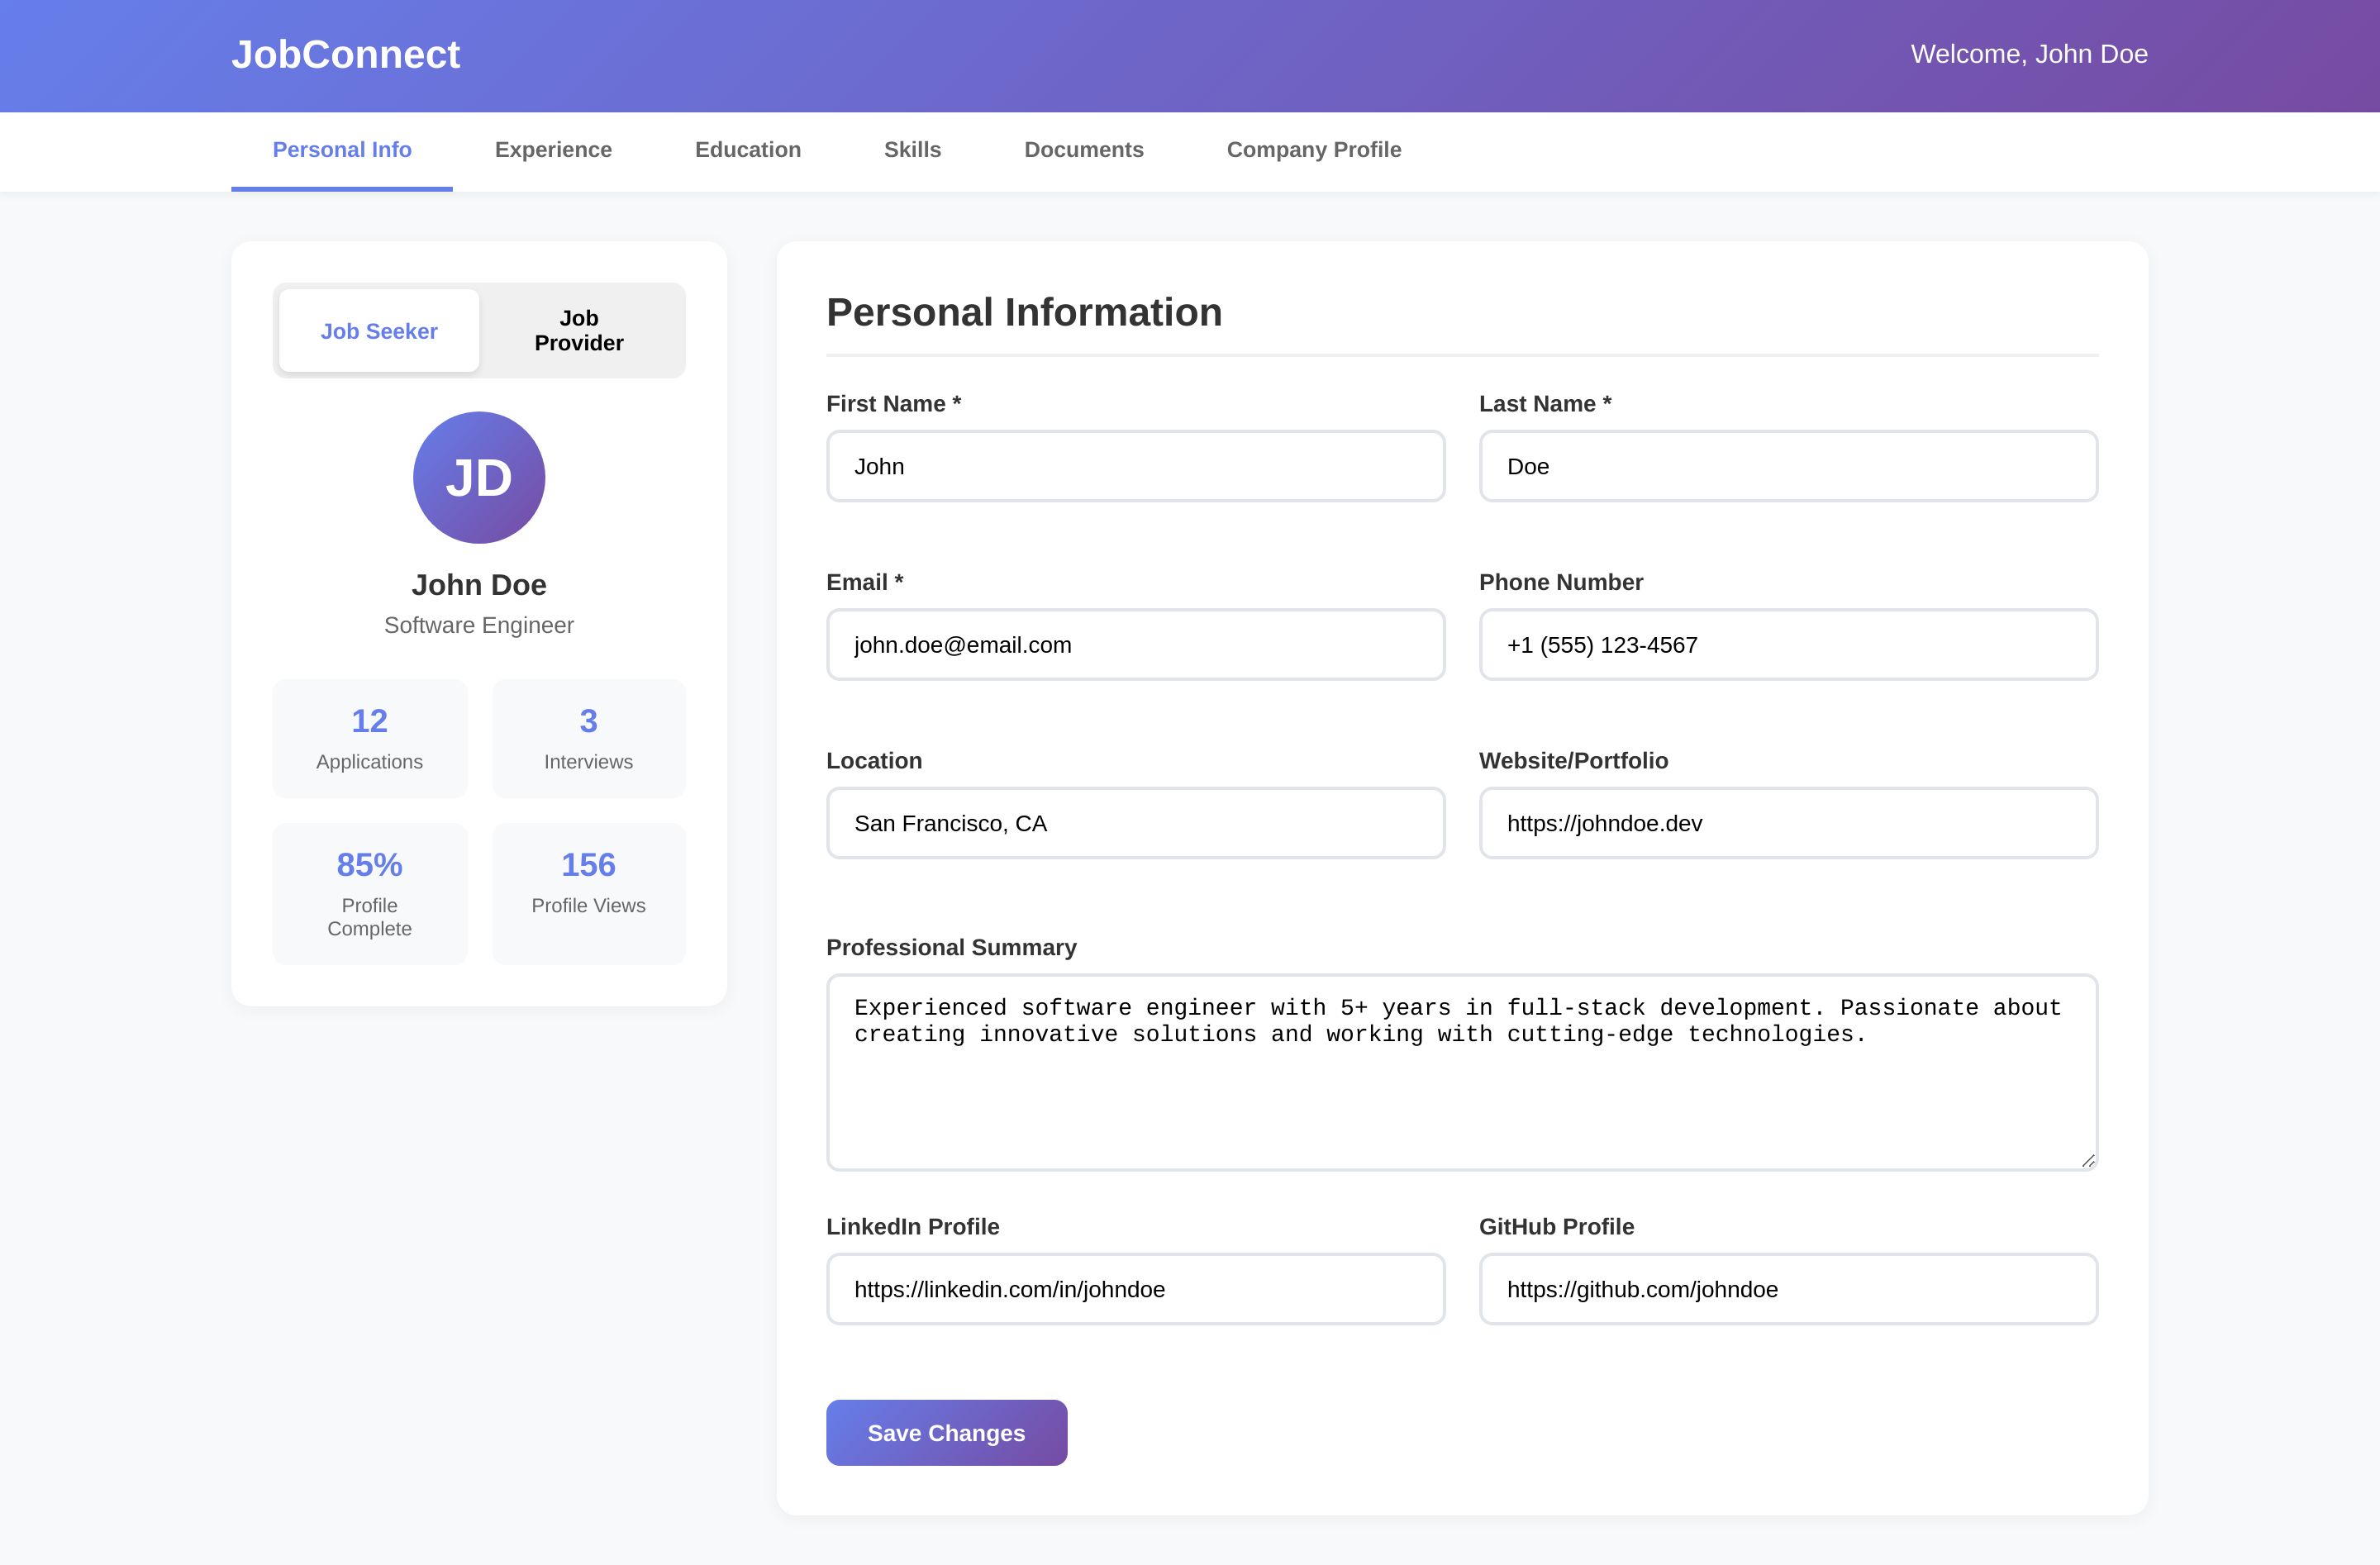 JobConnect
Welcome, John Doe
Personal Info
Experience
Education
Skills
Documents
Company Profile
Job Seeker
Job
Provider
JD
John Doe
Software Engineer
12
Applications
3
Interviews
85%
Profile
Complete
156
Profile Views
Personal Information
First Name *
John
Last Name *
Doe
Email *
john.doe@email.com
Phone Number
+1 (555) 123-4567
Location
San Francisco, CA
Website/Portfolio
https://johndoe.dev
Professional Summary
Experienced software engineer with 5+ years in full-stack development. Passionate about
creating innovative solutions and working with cutting-edge technologies.
LinkedIn Profile
https://linkedin.com/in/johndoe
GitHub Profile
https://github.com/johndoe
Save Changes